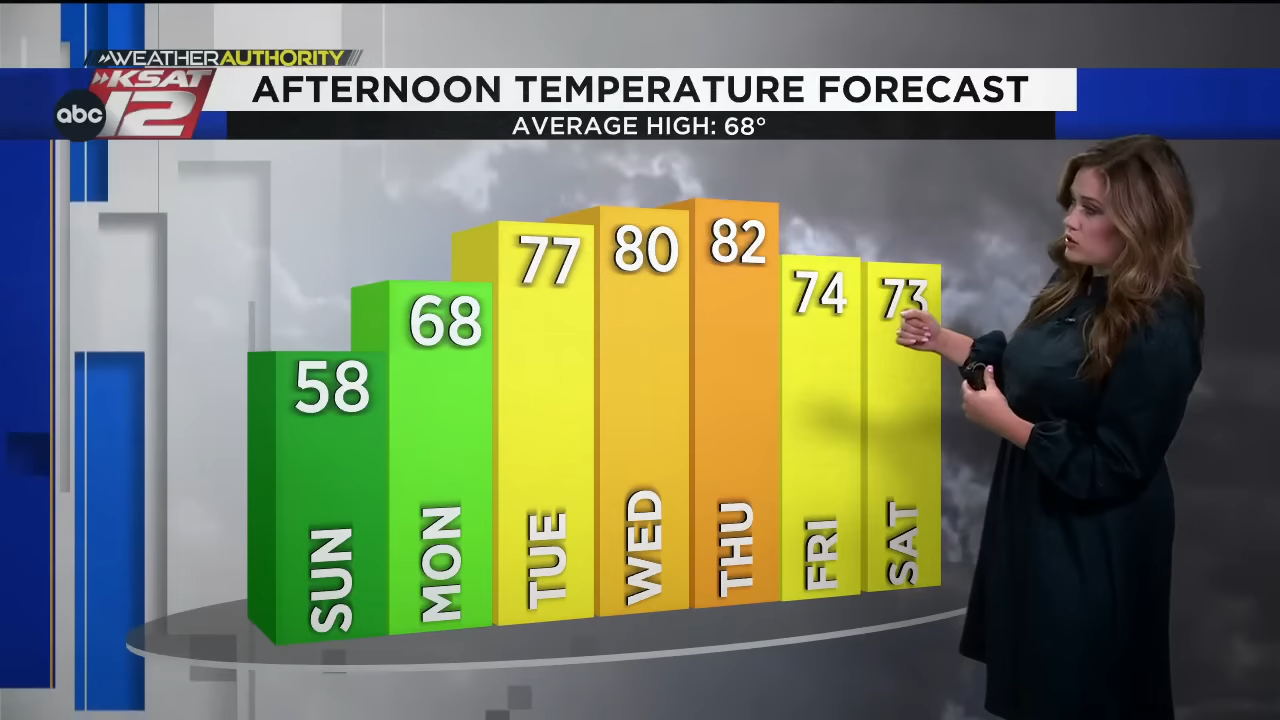 WEATHERAUTHORITY
KSAT
abc 12
AFTERNOON TEMPERATURE FORECAST
AVERAGE HIGH: 68°
58 68 77 80 82 74 73
SUN MON TUE WED THU FRI SAT